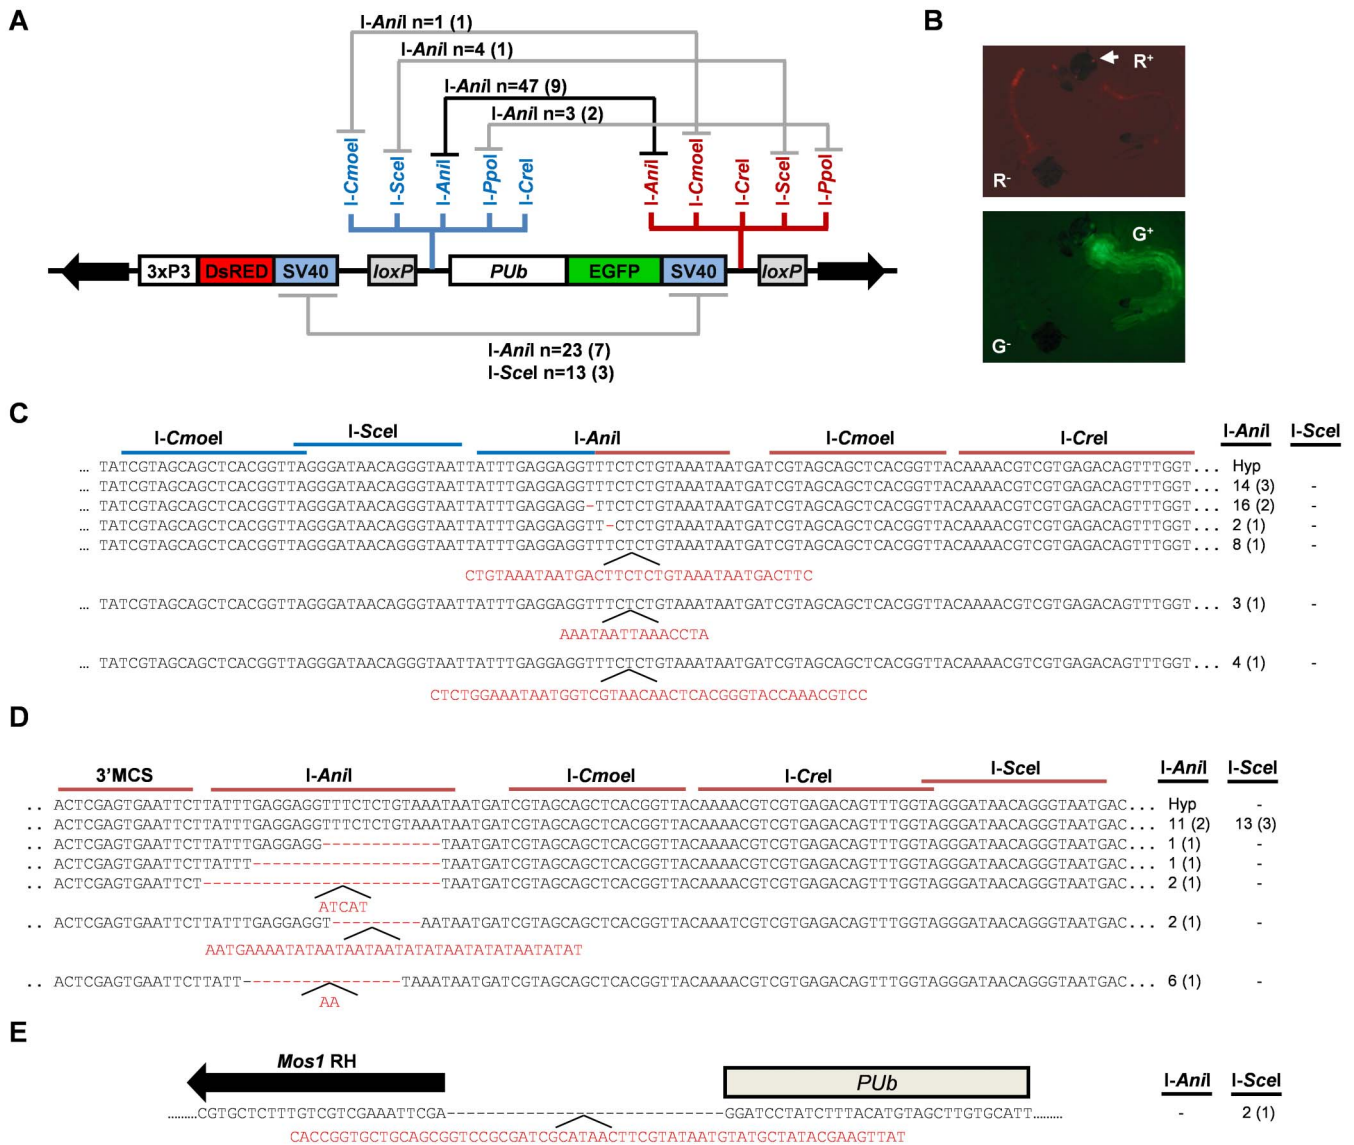 A
B
I-AniI n=1 (1)
I-AniI n=4 (1)
I-AniI n=47 (9)
I-AniI n=3 (2)
I-CmoeI I-SceI I-AniI I-PpoI I-CreI
I-AniI I-CmoeI I-CreI I-SceI I-PpoI
3xP3 DsRED SV40 loxP PUb EGFP SV40 loxP
I-AniI n=23 (7)
I-SceI n=13 (3)
R+
R-
G+
G-
C
I-CmoeI I-SceI I-AniI I-CmoeI I-CreI I-AniI I-SceI
... TATCGTAGCAGCTCACGGTTAGGGATAACAGGGTAATTATTTGAGGAGGTTTCTCTGTAAATAATGATCGTAGCAGCTCACGGTTACAAAACGTCGTGAGACAGTTTGGT... Hyp
... TATCGTAGCAGCTCACGGTTAGGGATAACAGGGTAATTATTTGAGGAGGTTTCTCTGTAAATAATGATCGTAGCAGCTCACGGTTACAAAACGTCGTGAGACAGTTTGGT... 14 (3) -
... TATCGTAGCAGCTCACGGTTAGGGATAACAGGGTAATTATTTGAGGAGG-TTCTCTGTAAATAATGATCGTAGCAGCTCACGGTTACAAAACGTCGTGAGACAGTTTGGT... 16 (2) -
... TATCGTAGCAGCTCACGGTTAGGGATAACAGGGTAATTATTTGAGGAGGTT-CTCTGTAAATAATGATCGTAGCAGCTCACGGTTACAAAACGTCGTGAGACAGTTTGGT... 2 (1) -
... TATCGTAGCAGCTCACGGTTAGGGATAACAGGGTAATTATTTGAGGAGGTTTCTCTGTAAATAATGATCGTAGCAGCTCACGGTTACAAAACGTCGTGAGACAGTTTGGT... 8 (1) -
CTGTAAATAATGACTTCTCTGTAAATAATGACTTC
... TATCGTAGCAGCTCACGGTTAGGGATAACAGGGTAATTATTTGAGGAGGTTTCTCTGTAAATAATGATCGTAGCAGCTCACGGTTACAAAACGTCGTGAGACAGTTTGGT... 3 (1) -
AAATAATTAAACCTA
... TATCGTAGCAGCTCACGGTTAGGGATAACAGGGTAATTATTTGAGGAGGTTTCTCTGTAAATAATGATCGTAGCAGCTCACGGTTACAAAACGTCGTGAGACAGTTTGGT... 4 (1) -
CTCTGGAAATAATGGTCGTAACAACTCACGGGTACCAAACGTCC
D
3'MCS I-AniI I-CmoeI I-CreI I-SceI I-AniI I-SceI
.. ACTCGAGTGAATTCTTATTTGAGGAGGTTTCTCTGTAAATAATGATCGTAGCAGCTCACGGTTACAAAACGTCGTGAGACAGTTTGGTAGGGATAACAGGGTAATGAC... Hyp -
.. ACTCGAGTGAATTCTTATTTGAGGAGGTTTCTCTGTAAATAATGATCGTAGCAGCTCACGGTTACAAAACGTCGTGAGACAGTTTGGTAGGGATAACAGGGTAATGAC... 11 (2) 13 (3)
.. ACTCGAGTGAATTCTTATTTGAGGAGG------------TAATGATCGTAGCAGCTCACGGTTACAAAACGTCGTGAGACAGTTTGGTAGGGATAACAGGGTAATGAC... 1 (1) -
.. ACTCGAGTGAATTCTTATTT-------------------TAATGATCGTAGCAGCTCACGGTTACAAAACGTCGTGAGACAGTTTGGTAGGGATAACAGGGTAATGAC... 1 (1) -
.. ACTCGAGTGAATTCT------------------------TAATGATCGTAGCAGCTCACGGTTACAAAACGTCGTGAGACAGTTTGGTAGGGATAACAGGGTAATGAC... 2 (1) -
ATCAT
.. ACTCGAGTGAATTCTTATTTGAGGAGGT---------AATAATGATCGTAGCAGCTCACGGTTACAAATCGTCGTGAGACAGTTTGGTAGGGATAACAGGGTAATGAC... 2 (1) -
AATGAAAATATAATAATAATATATAATATATAATATAT
.. ACTCGAGTGAATTCTTATT----------------TAAATAATGATCGTAGCAGCTCACGGTTACAAAACGTCGTGAGACAGTTTGGTAGGGATAACAGGGTAATGAC... 6 (1) -
AA
E
Mos1 RH PUb I-AniI I-SceI
.........CGTGCTCTTTGTCGTCGAAATTCGA----------------------------GGATCCTATCTTTACATGTAGCTTGTGCATT......... - 2 (1)
CACCGGTGCTGCAGCGGTCCGCGATCGCATAACTTCGTATAATGTATGCTATACGAAGTTAT